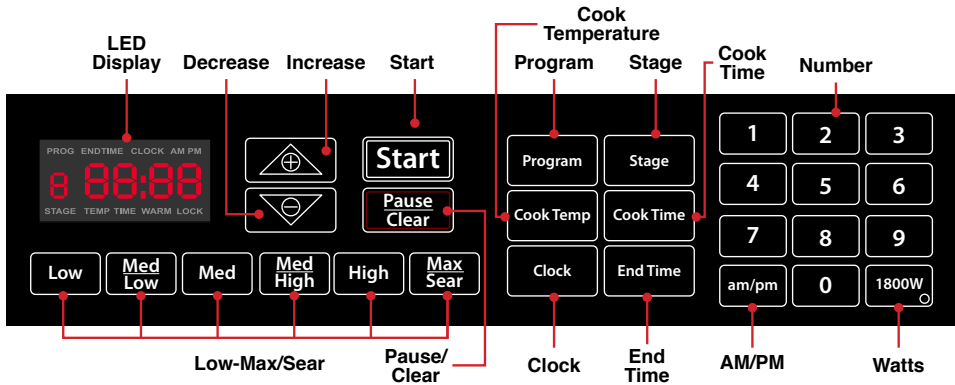 Cook
Temperature
LED
Display
Decrease
Increase
Start
Program
Stage
Cook
Time
Number
PROG ENDTIME CLOCK AM PM
8 88:88
STAGE TEMP TIME WARM LOCK
Start
Pause
Clear
Program
Stage
Cook Temp
Cook Time
Clock
End Time
1
2
3
4
5
6
7
8
9
am/pm
0
1800W
Low
Med
Low
Med
Med
High
High
Max
Sear
Low-Max/Sear
Pause/
Clear
Clock
End
Time
AM/PM
Watts